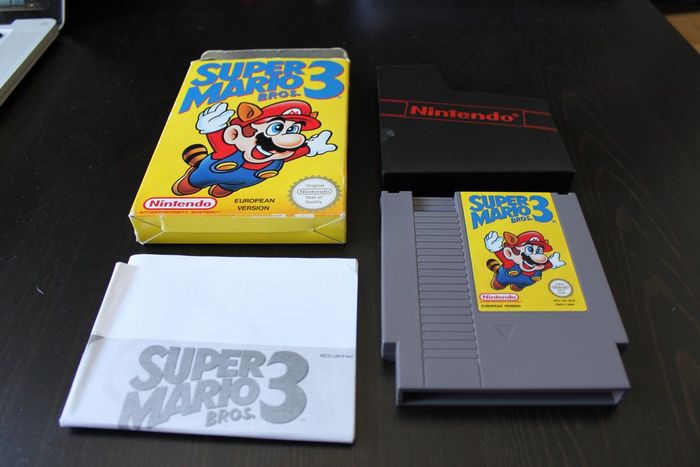 SUPER
MARIO 3
BROS.
Nintendo
ENTERTAINMENT SYSTEM
EUROPEAN
VERSION
Original
Nintendo
Seal of
Quality
Nintendo
SUPER
MARIO 3
BROS.
Nintendo
EUROPEAN VERSION
SUPER
MARIO 3
BROS.